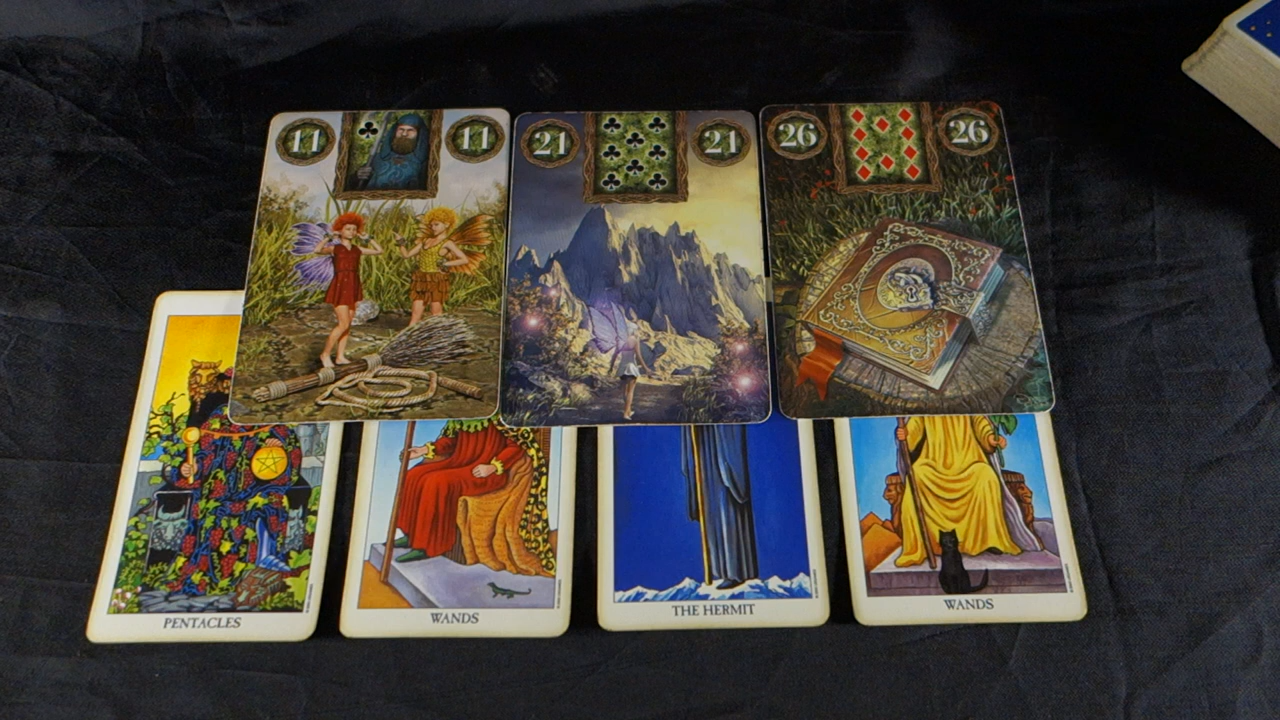 11 11
21 21
26 26
PENTACLES
WANDS
THE HERMIT
WANDS